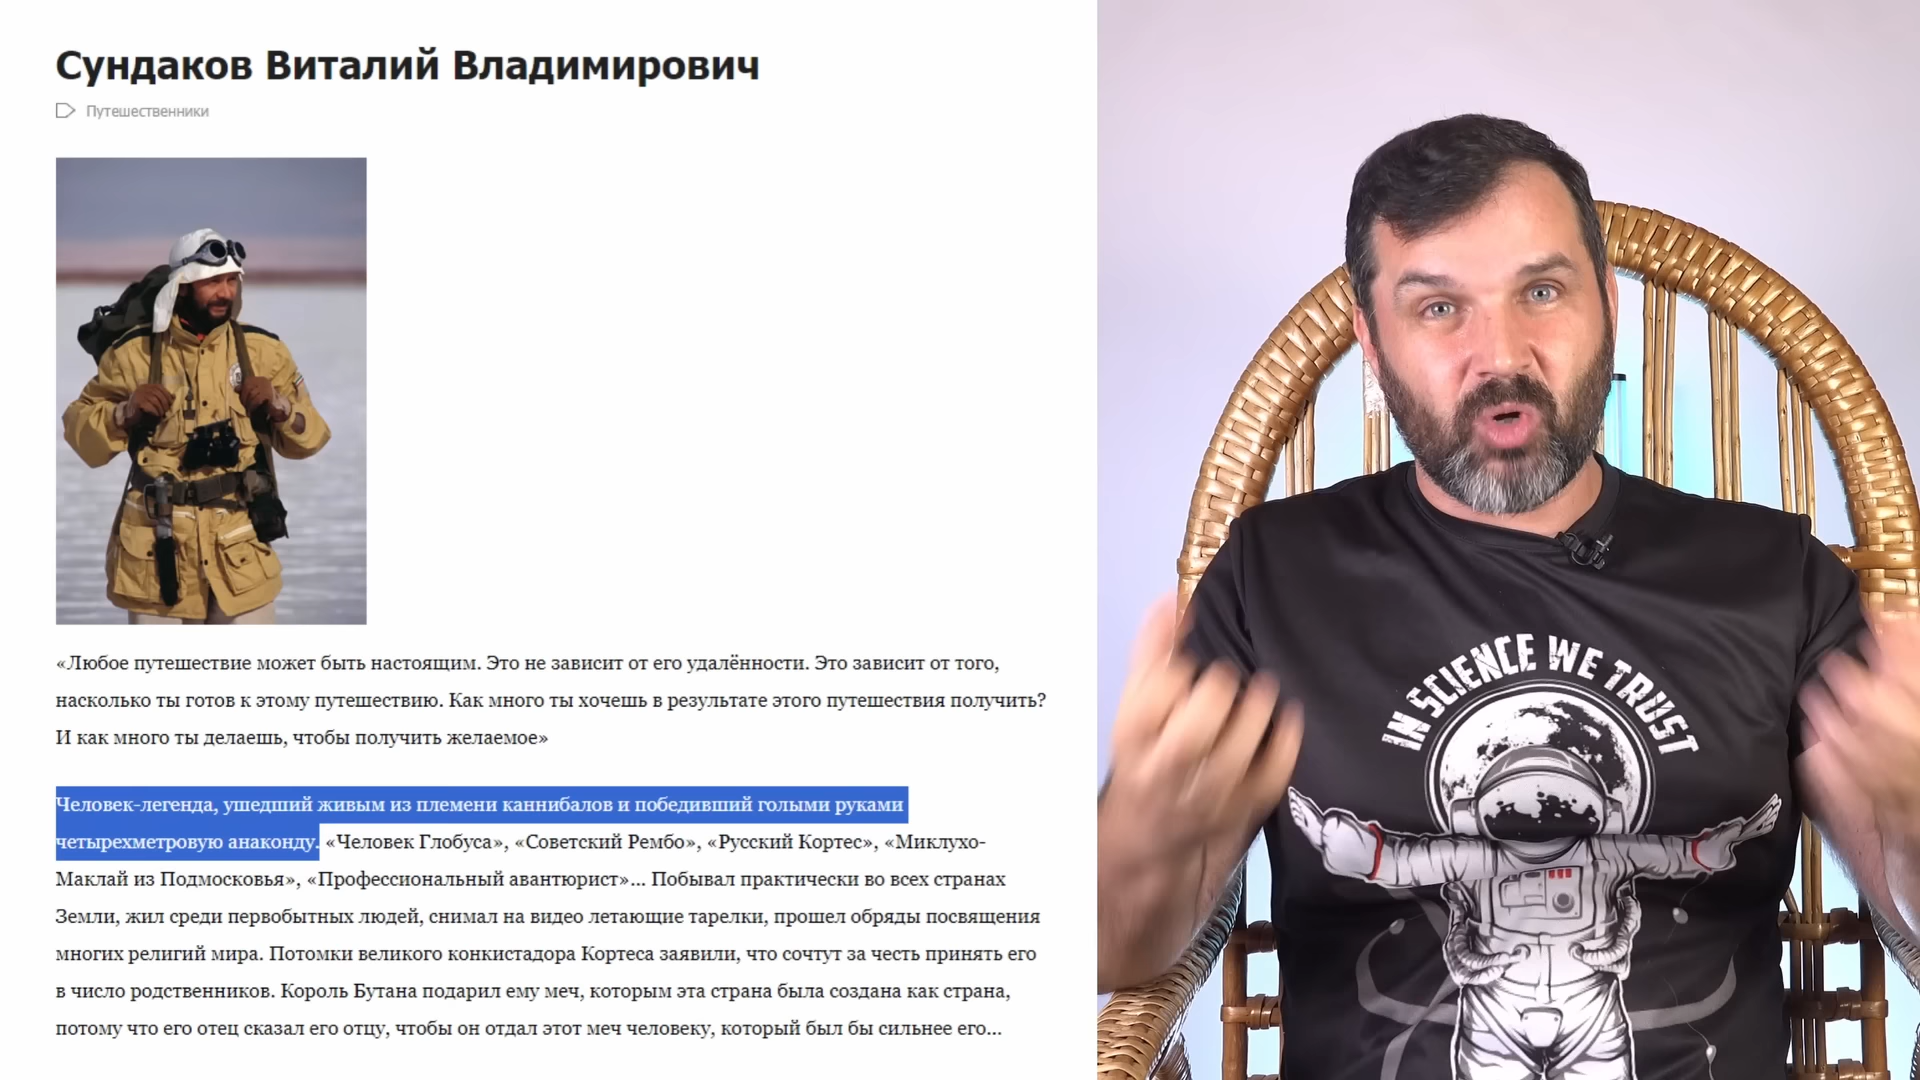 Сундаков Виталий Владимирович
Путешественники
«Любое путешествие может быть настоящим. Это не зависит от его удалённости. Это зависит от того,
насколько ты готов к этому путешествию. Как много ты хочешь в результате этого путешествия получить?
И как много ты делаешь, чтобы получить желаемое»
Человек-легенда, ушедший живым из племени каннибалов и победивший голыми руками
четырехметровую анаконду. «Человек Глобуса», «Советский Рембо», «Русский Кортес», «Миклухо-
Маклай из Подмосковья», «Профессиональный авантюрист»... Побывал практически во всех странах
Земли, жил среди первобытных людей, снимал на видео летающие тарелки, прошел обряды посвящения
многих религий мира. Потомки великого конкистадора Кортеса заявили, что сочтут за честь принять его
в число родственников. Король Бутана подарил ему меч, которым эта страна была создана как страна,
потому что его отец сказал его отцу, чтобы он отдал этот меч человеку, который был бы сильнее его...
IN SCIENCE WE TRUST